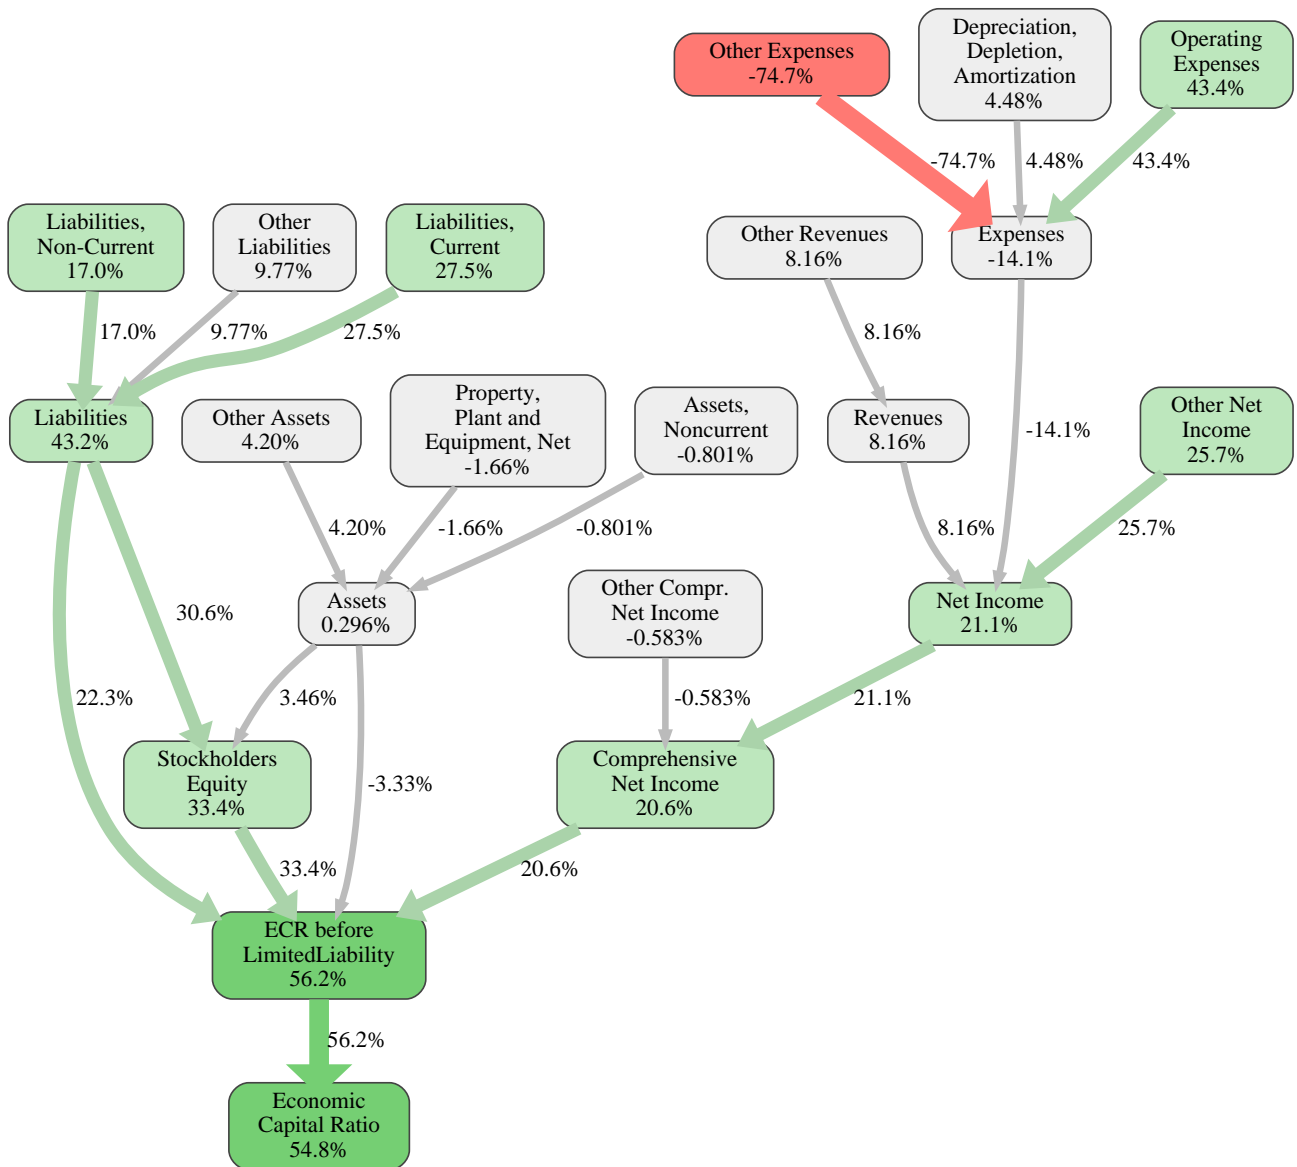 Other Expenses
-74.7%
Depreciation,
Depletion,
Amortization
4.48%
Operating
Expenses
43.4%
-74.7%
4.48%
43.4%
Liabilities,
Non-Current
17.0%
Other
Liabilities
9.77%
Liabilities,
Current
27.5%
Other Revenues
8.16%
Expenses
-14.1%
17.0%
9.77%
27.5%
8.16%
Liabilities
43.2%
Other Assets
4.20%
Property,
Plant and
Equipment, Net
-1.66%
Assets,
Noncurrent
-0.801%
Revenues
8.16%
-14.1%
Other Net
Income
25.7%
4.20%
-1.66%
-0.801%
8.16%
25.7%
30.6%
Assets
0.296%
Other Compr.
Net Income
-0.583%
Net Income
21.1%
22.3%
3.46%
-0.583%
21.1%
Stockholders
Equity
33.4%
-3.33%
Comprehensive
Net Income
20.6%
33.4%
20.6%
ECR before
LimitedLiability
56.2%
56.2%
Economic
Capital Ratio
54.8%